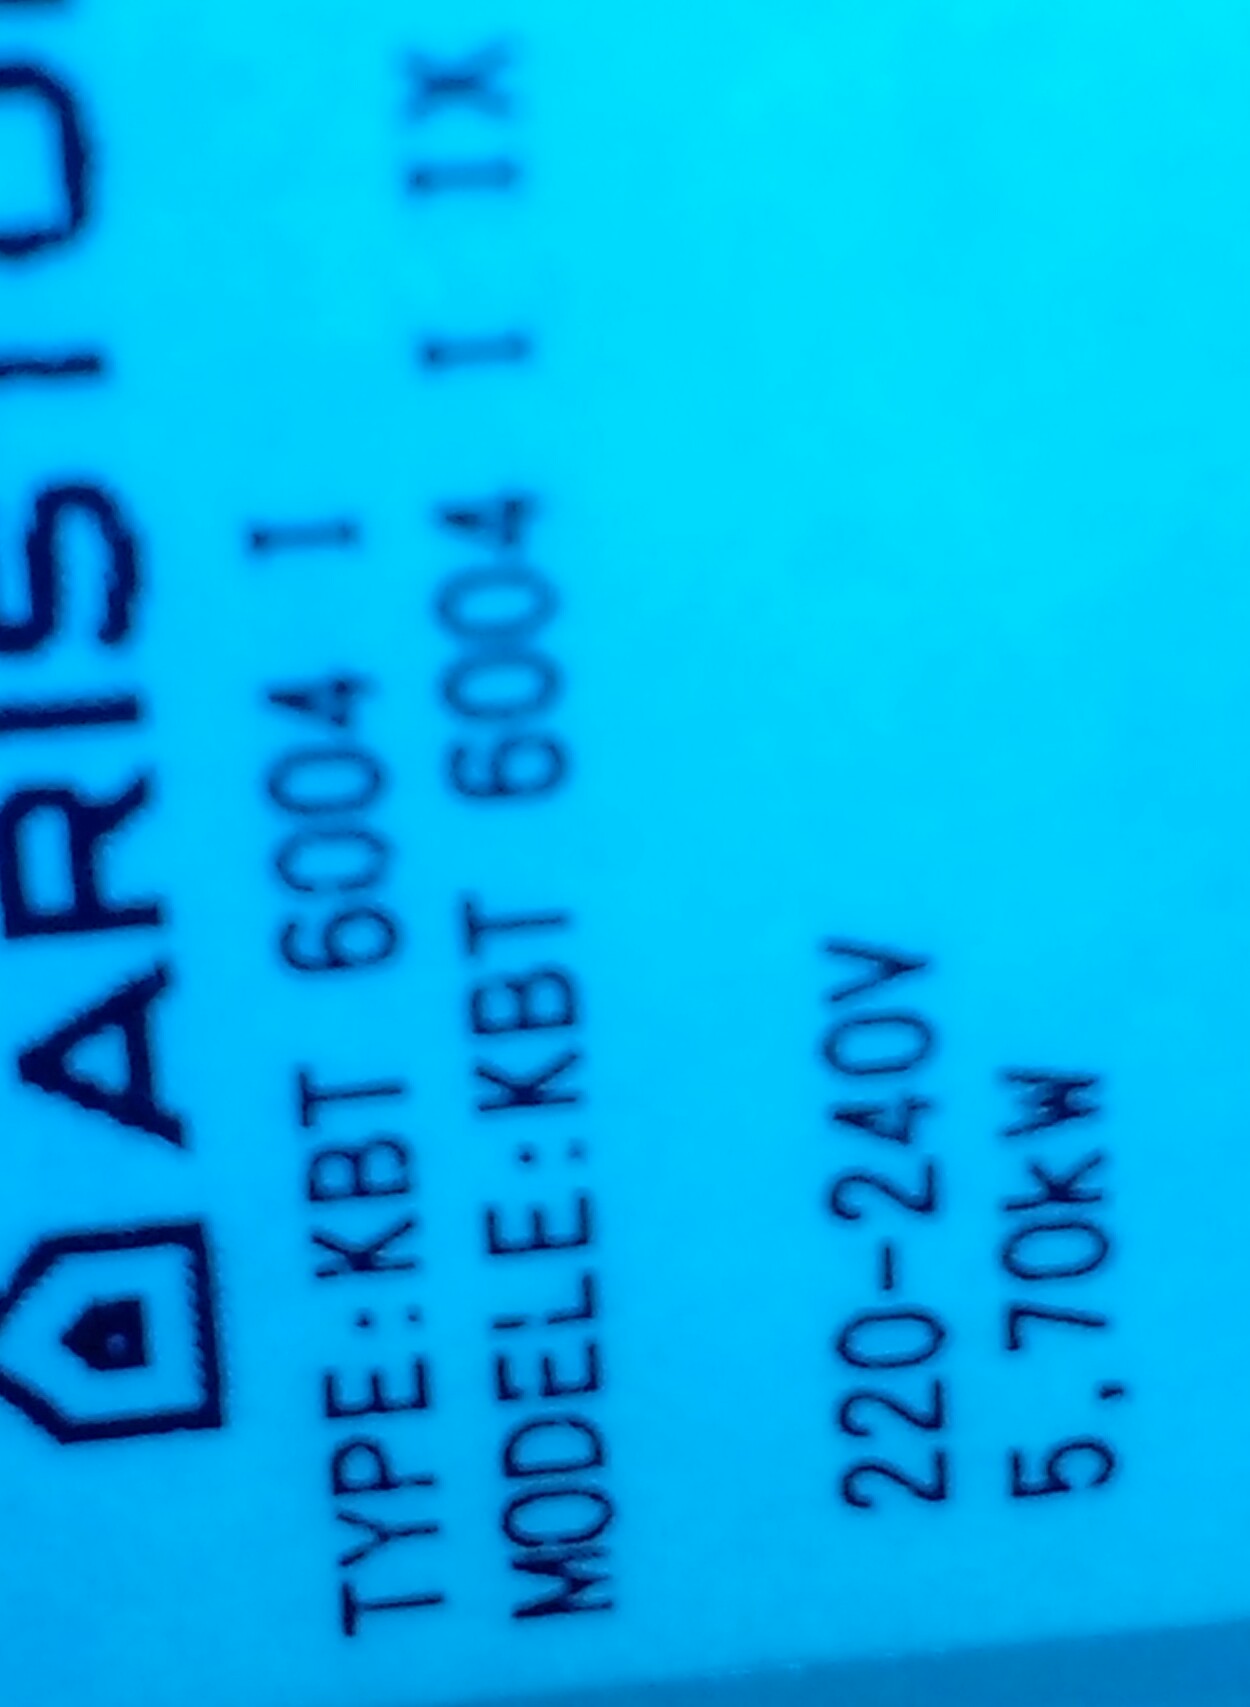 ARISTO
TYPE:KBT 6004 I
MODELE:KBT 6004 I IX
220-240V
5,70kW